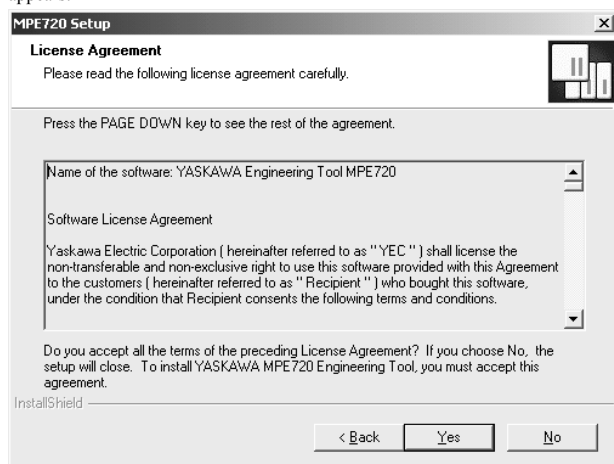 MPE720 Setup
License Agreement
Please read the following license agreement carefully.
Press the PAGE DOWN key to see the rest of the agreement.
Name of the software: YASKAWA Engineering Tool MPE720
Software License Agreement
Yaskawa Electric Corporation ( hereinafter referred to as " YEC " ) shall license the
non-transferable and non-exclusive right to use this software provided with this Agreement
to the customers ( hereinafter referred to as " Recipient " ) who bought this software,
under the condition that Recipient consents the following terms and conditions.
Do you accept all the terms of the preceding License Agreement? If you choose No, the
setup will close. To install YASKAWA MPE720 Engineering Tool, you must accept this
agreement.
InstallShield
< Back
Yes
No